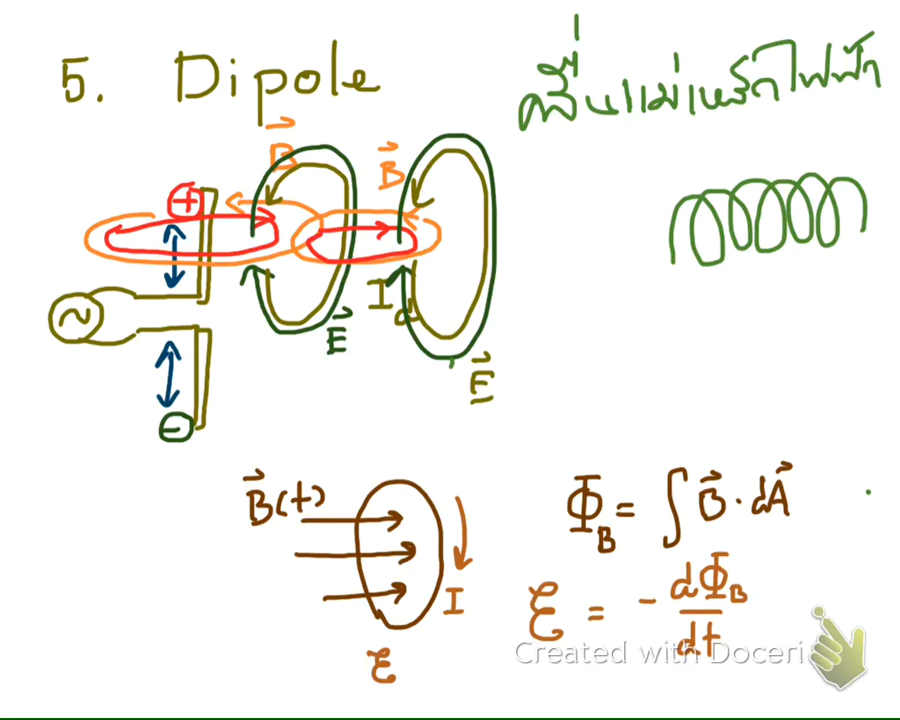 5. Dipole
คลื่นแม่เหล็กไฟฟ้า
B
B
+
~
I_d
E
E
-
B(t)
I
ε
Φ_B = ∫ B · dA
ε = - dΦ_B / dt
Created with Doceri